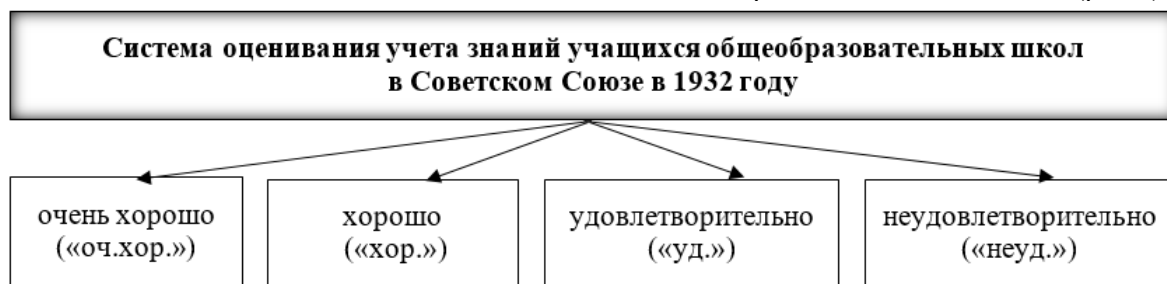 Система оценивания учета знаний учащихся общеобразовательных школ
в Советском Союзе в 1932 году
очень хорошо
(«оч.хор.»)
хорошо
(«хор.»)
удовлетворительно
(«уд.»)
неудовлетворительно
(«неуд.»)